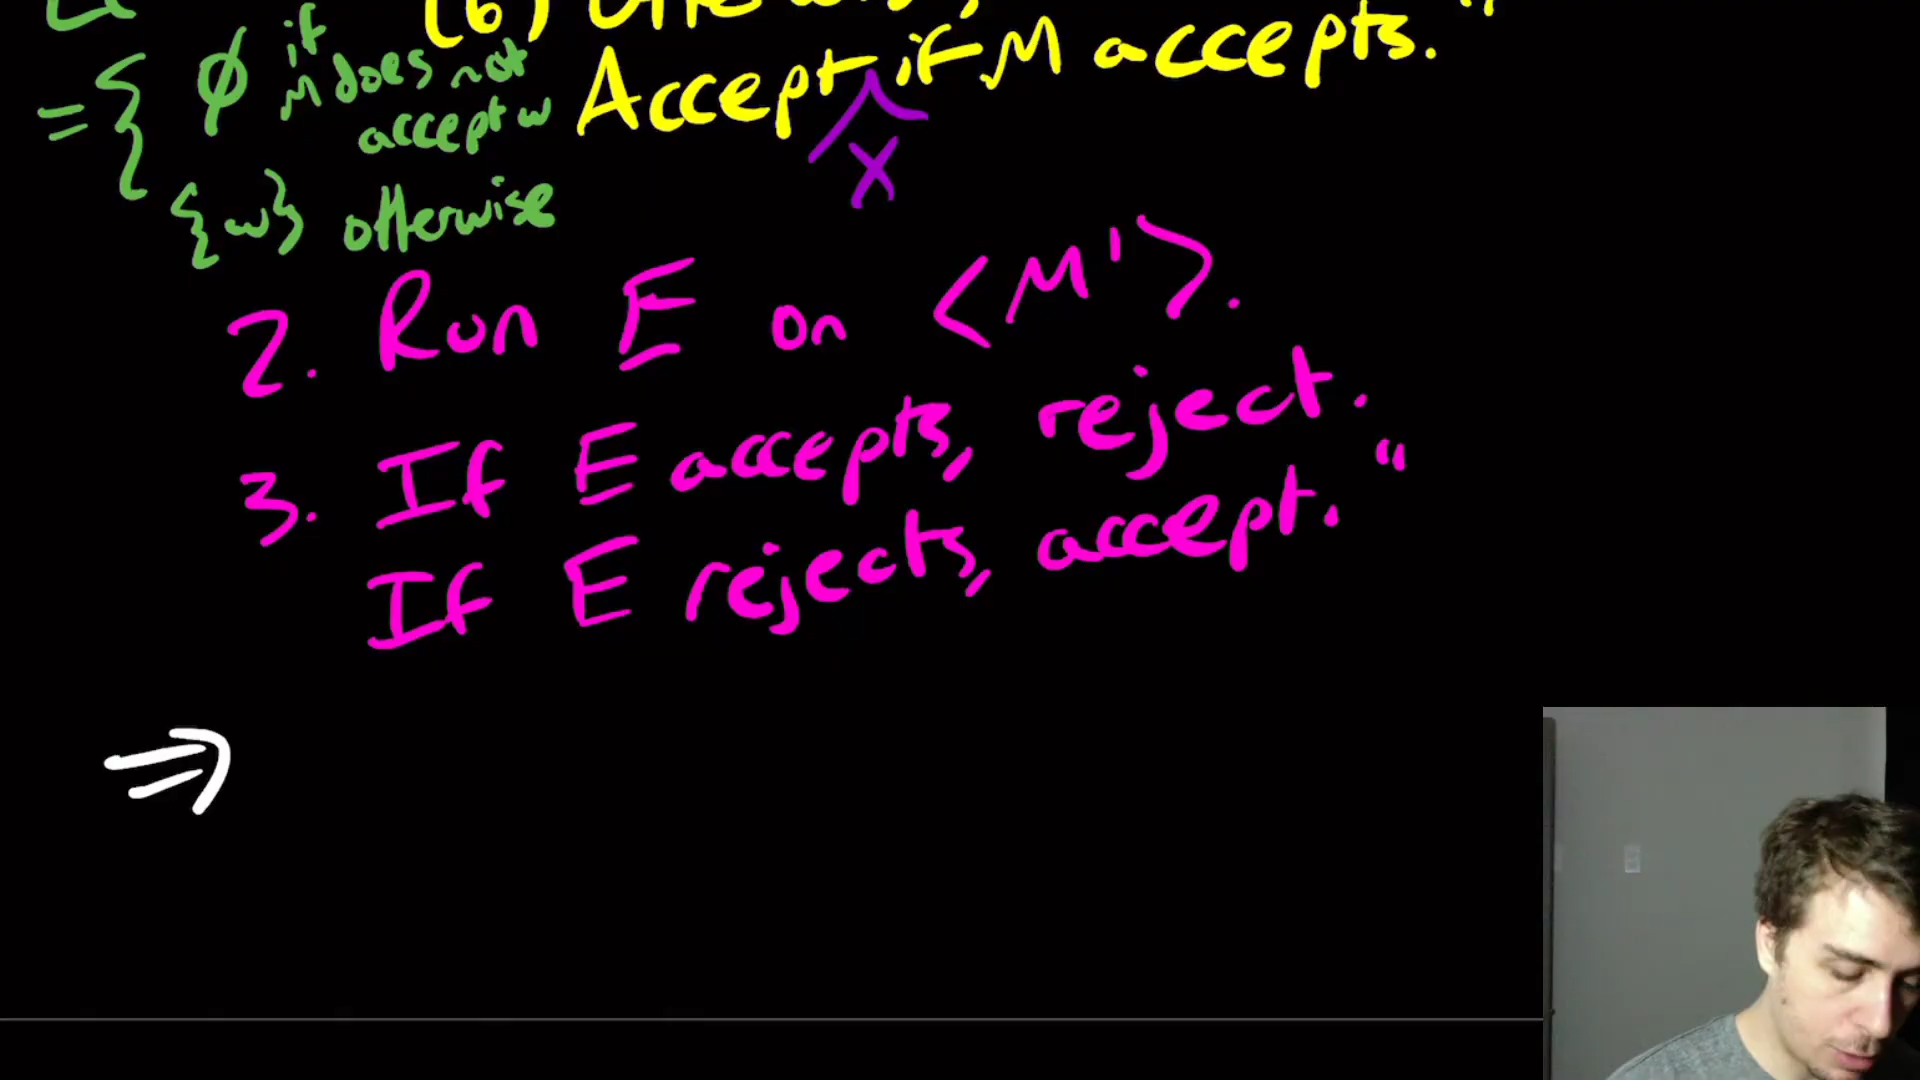 (b) Otherwise,
Accept if M accepts. "
x
= { ∅ if
M does not
accept w
{w} otherwise
2. Run E on <M'>.
3. If E accepts, reject.
If E rejects, accept."
⇒